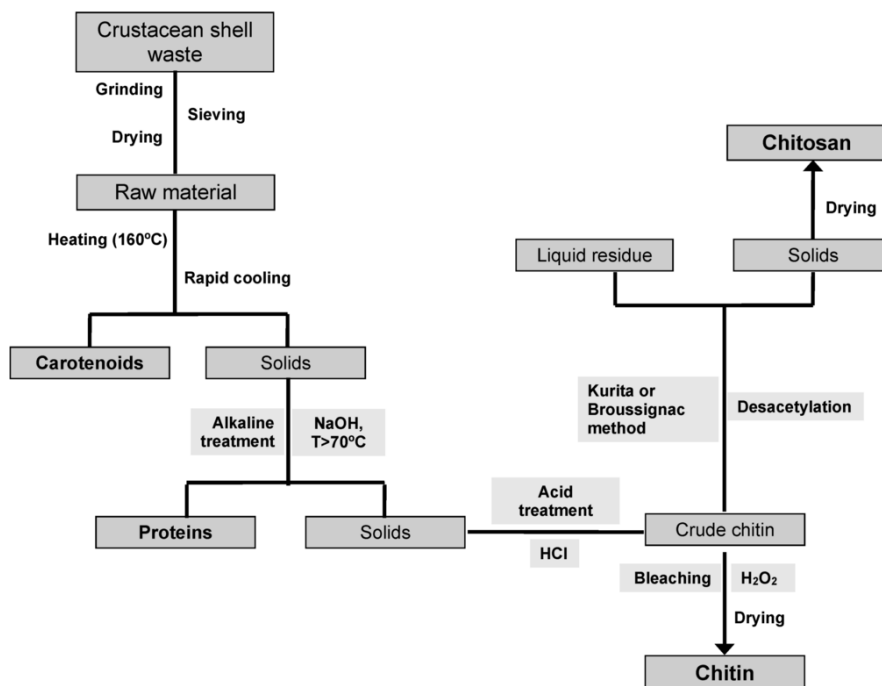 Crustacean shell
waste
Grinding
Sieving
Drying
Raw material
Heating (160ºC)
Rapid cooling
Carotenoids
Solids
Alkaline
treatment
NaOH,
T>70ºC
Proteins
Solids
Acid
treatment
HCl
Crude chitin
Bleaching
H₂O₂
Drying
Chitin
Kurita or
Broussignac
method
Desacetylation
Liquid residue
Solids
Drying
Chitosan